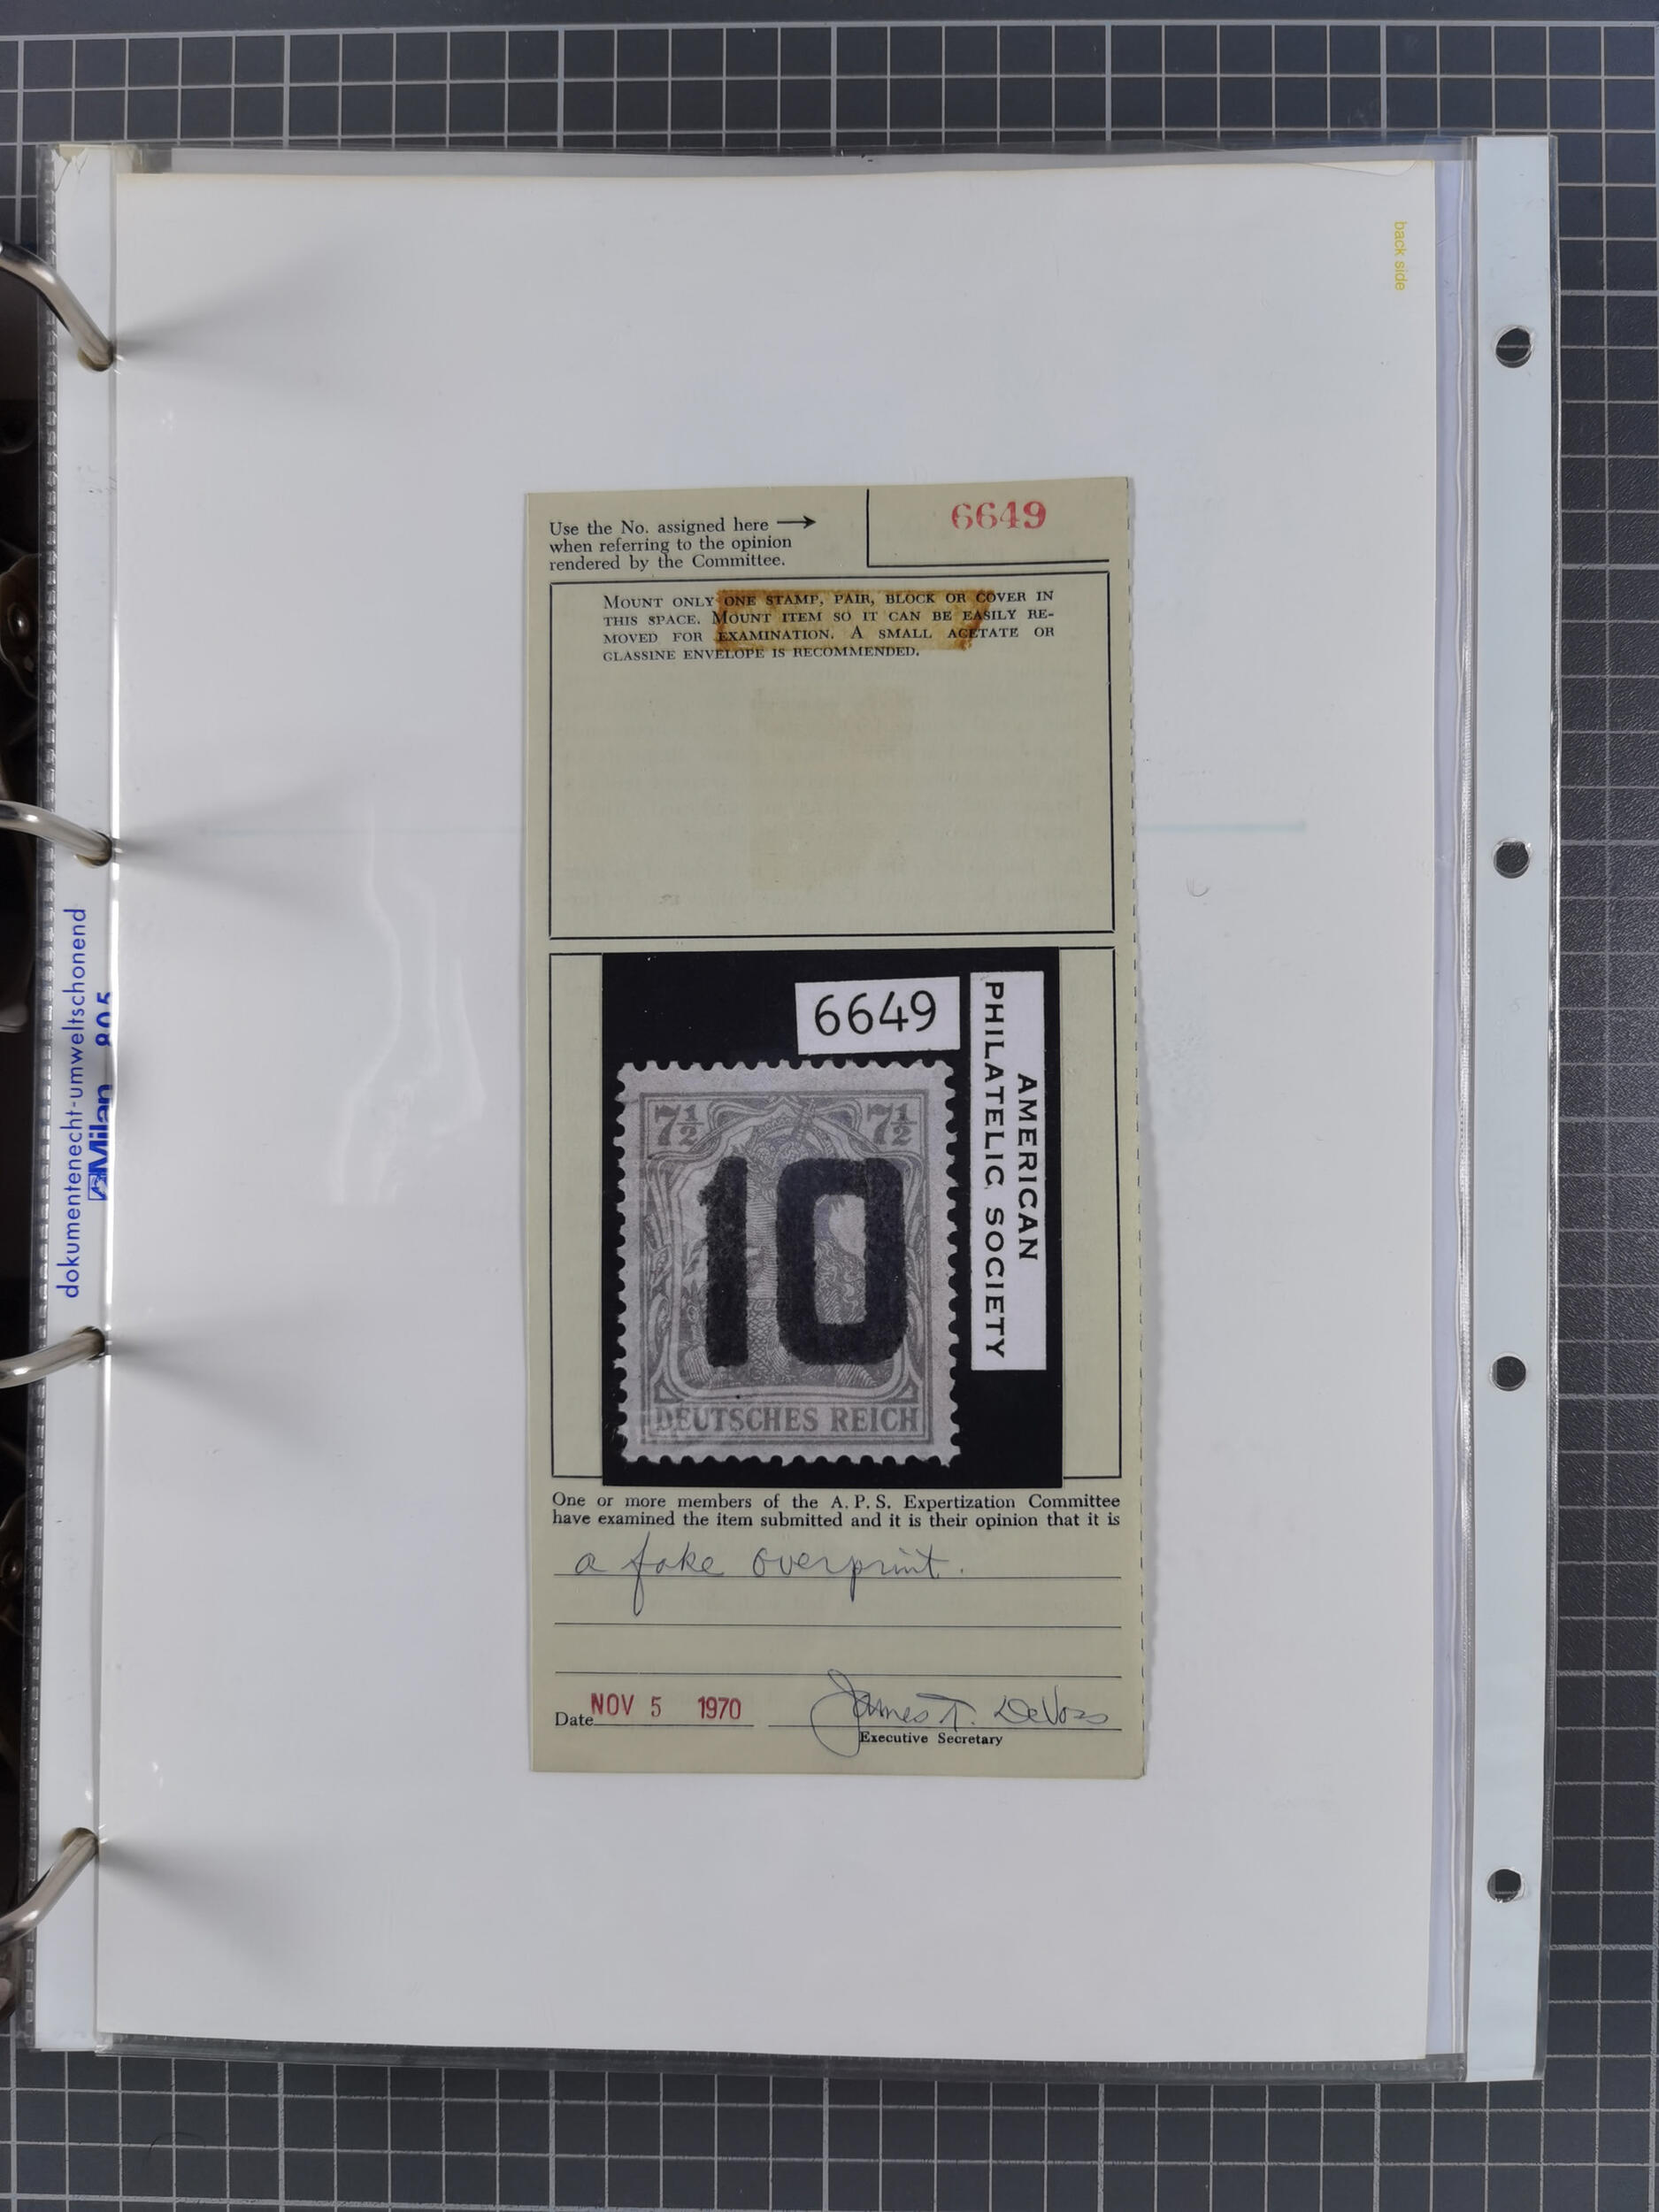 back side
Use the No. assigned here →
when referring to the opinion
rendered by the Committee.
6649
MOUNT ONLY ONE STAMP, PAIR, BLOCK OR COVER IN
THIS SPACE. MOUNT ITEM SO IT CAN BE EASILY RE-
MOVED FOR EXAMINATION. A SMALL ACETATE OR
GLASSINE ENVELOPE IS RECOMMENDED.
6649
AMERICAN
PHILATELIC SOCIETY
7½ 7½
10
DEUTSCHES REICH
One or more members of the A. P. S. Expertization Committee
have examined the item submitted and it is their opinion that it is
a fake overprint.
Date NOV 5 1970
James T. DeVoss
Executive Secretary
dokumentenecht-umweltschonend
Milan 805